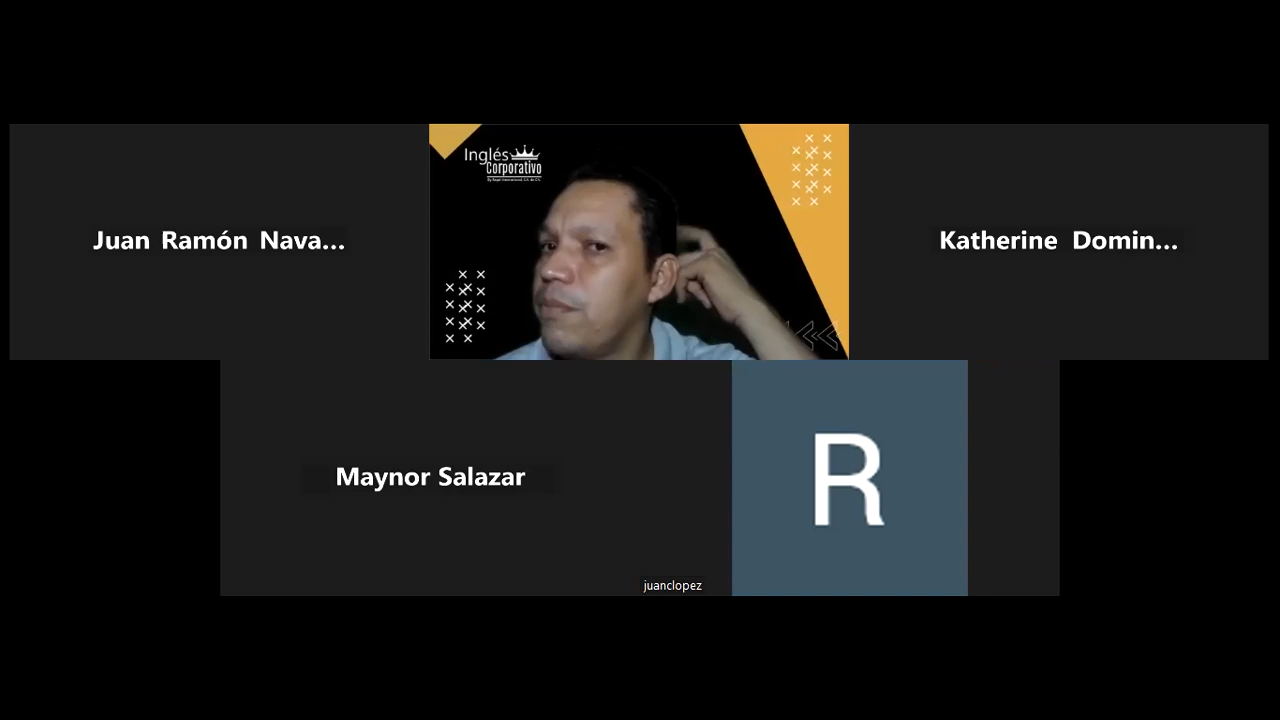 Juan Ramón Nava...
Inglés
Corporativo
Katherine Domin...
Maynor Salazar
R
juanclopez